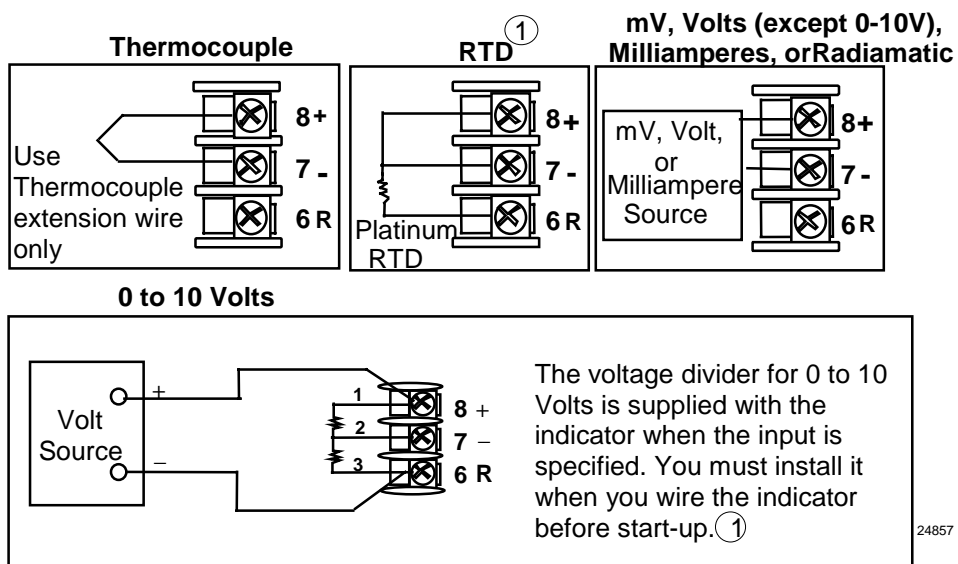 Thermocouple
8+
7 -
6 R
Use
Thermocouple
extension wire
only
RTD 1
8+
7 -
6 R
Platinum
RTD
mV, Volts (except 0-10V),
Milliamperes, orRadiamatic
mV, Volt,
or
Milliampere
Source
8+
7 -
6R
0 to 10 Volts
Volt
Source
+
−
1
2
3
8 +
7 −
6 R
The voltage divider for 0 to 10
Volts is supplied with the
indicator when the input is
specified. You must install it
when you wire the indicator
before start-up. 1
24857